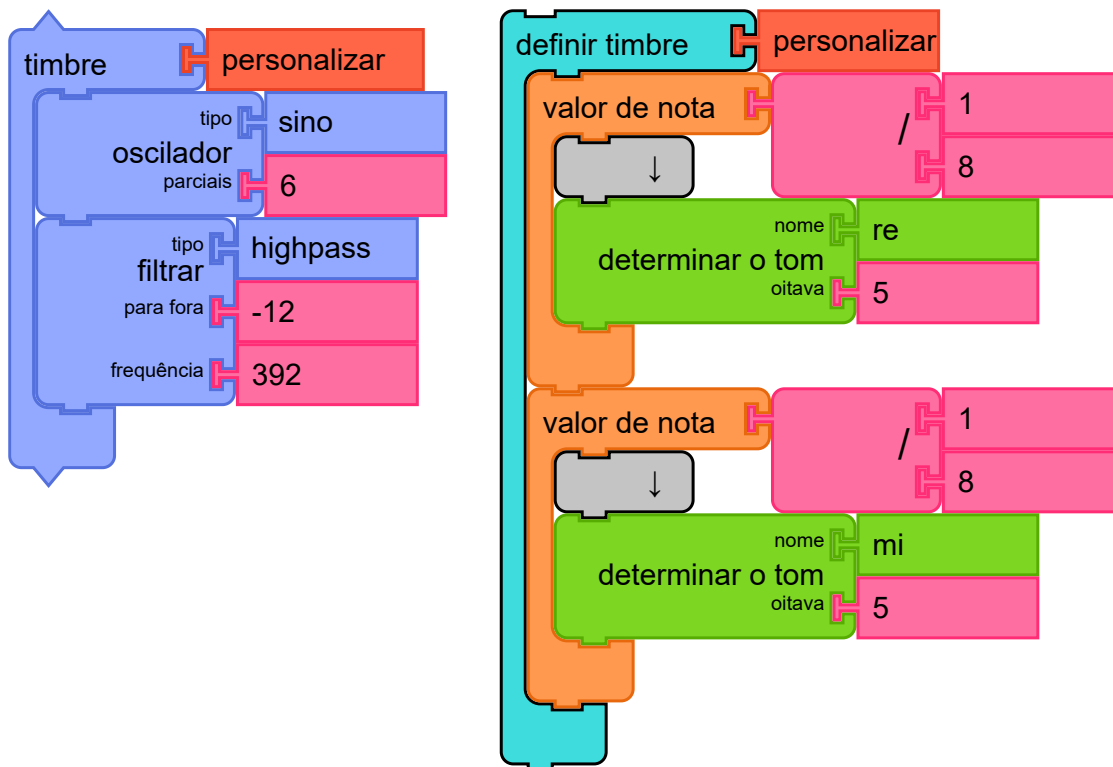 timbre personalizar
tipo sino
oscilador
parciais 6
tipo highpass
filtrar
para fora -12
frequência 392
definir timbre personalizar
valor de nota / 1
8
↓
nome re
determinar o tom
oitava 5
valor de nota / 1
8
↓
nome mi
determinar o tom
oitava 5